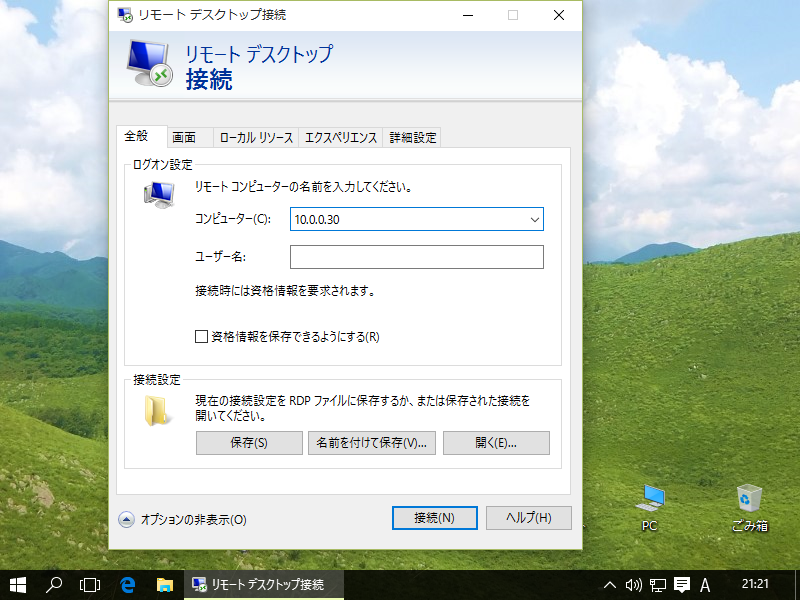 リモート デスクトップ接続
リモート デスクトップ
接続
全般 画面 ローカル リソース エクスペリエンス 詳細設定
ログオン設定
リモート コンピューターの名前を入力してください。
コンピューター(C): 10.0.0.30
ユーザー名:
接続時には資格情報を要求されます。
資格情報を保存できるようにする(R)
接続設定
現在の接続設定を RDP ファイルに保存するか、または保存された接続を
開いてください。
保存(S) 名前を付けて保存(V)... 開く(E)...
オプションの非表示(O) 接続(N) ヘルプ(H)
PC ごみ箱
リモート デスクトップ接続 A 21:21